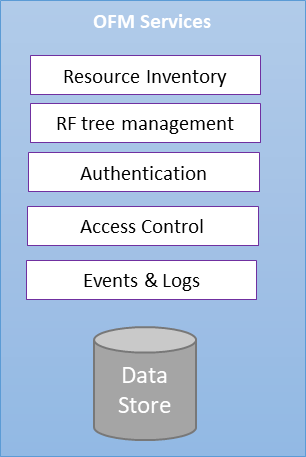 OFM Services
Resource Inventory
RF tree management
Authentication
Access Control
Events & Logs
Data
Store